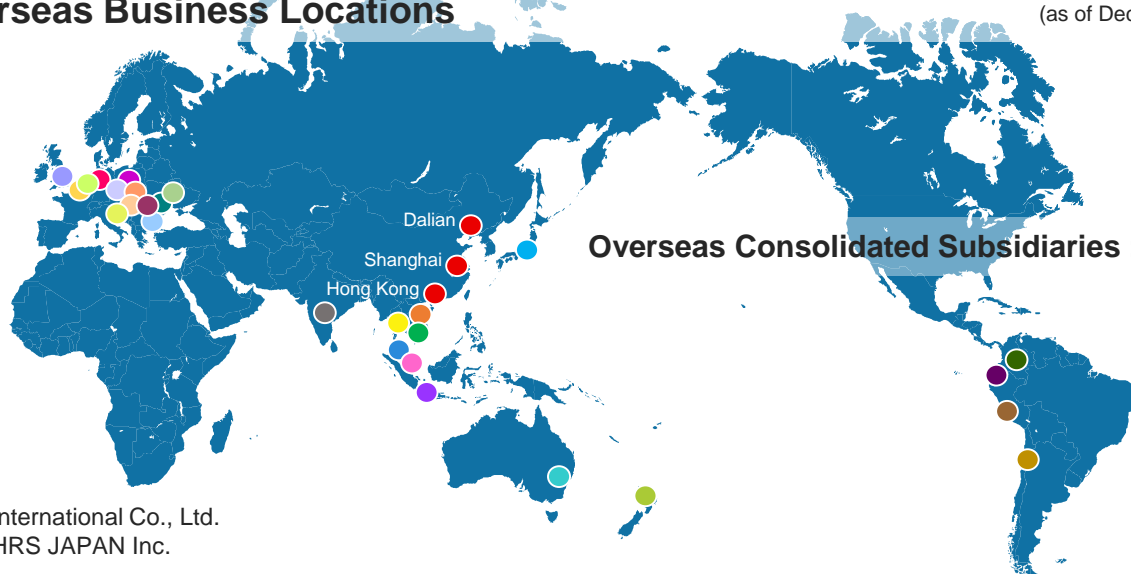 rseas Business Locations
(as of Dec
Dalian
Shanghai
Overseas Consolidated Subsidiaries
Hong Kong
nternational Co., Ltd.
HRS JAPAN Inc.